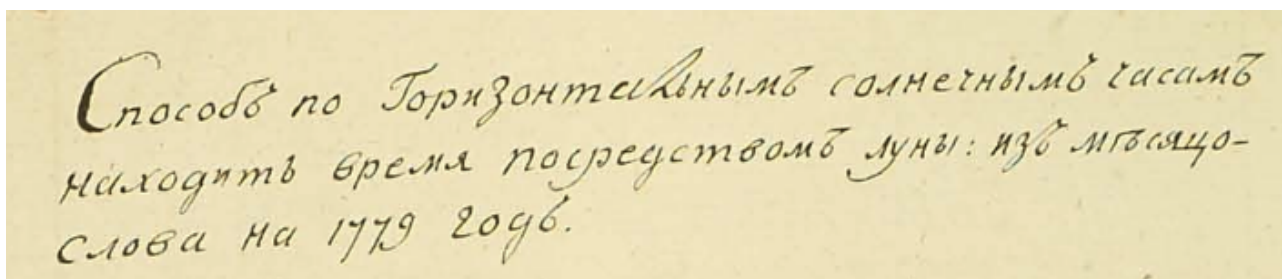 Способъ по Горизонтальнымъ солнечнымъ часамъ
находить время посредствомъ луны: изъ мѣсяцо-
слова на 1779 годъ.